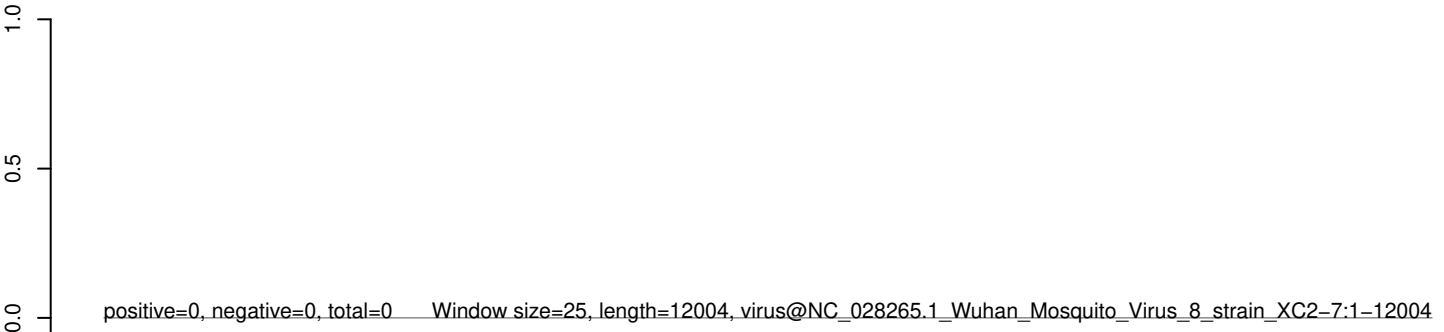 1.0
0.5
0.0
positive=0, negative=0, total=0 Window size=25, length=12004, virus@NC_028265.1_Wuhan_Mosquito_Virus_8_strain_XC2−7:1−12004